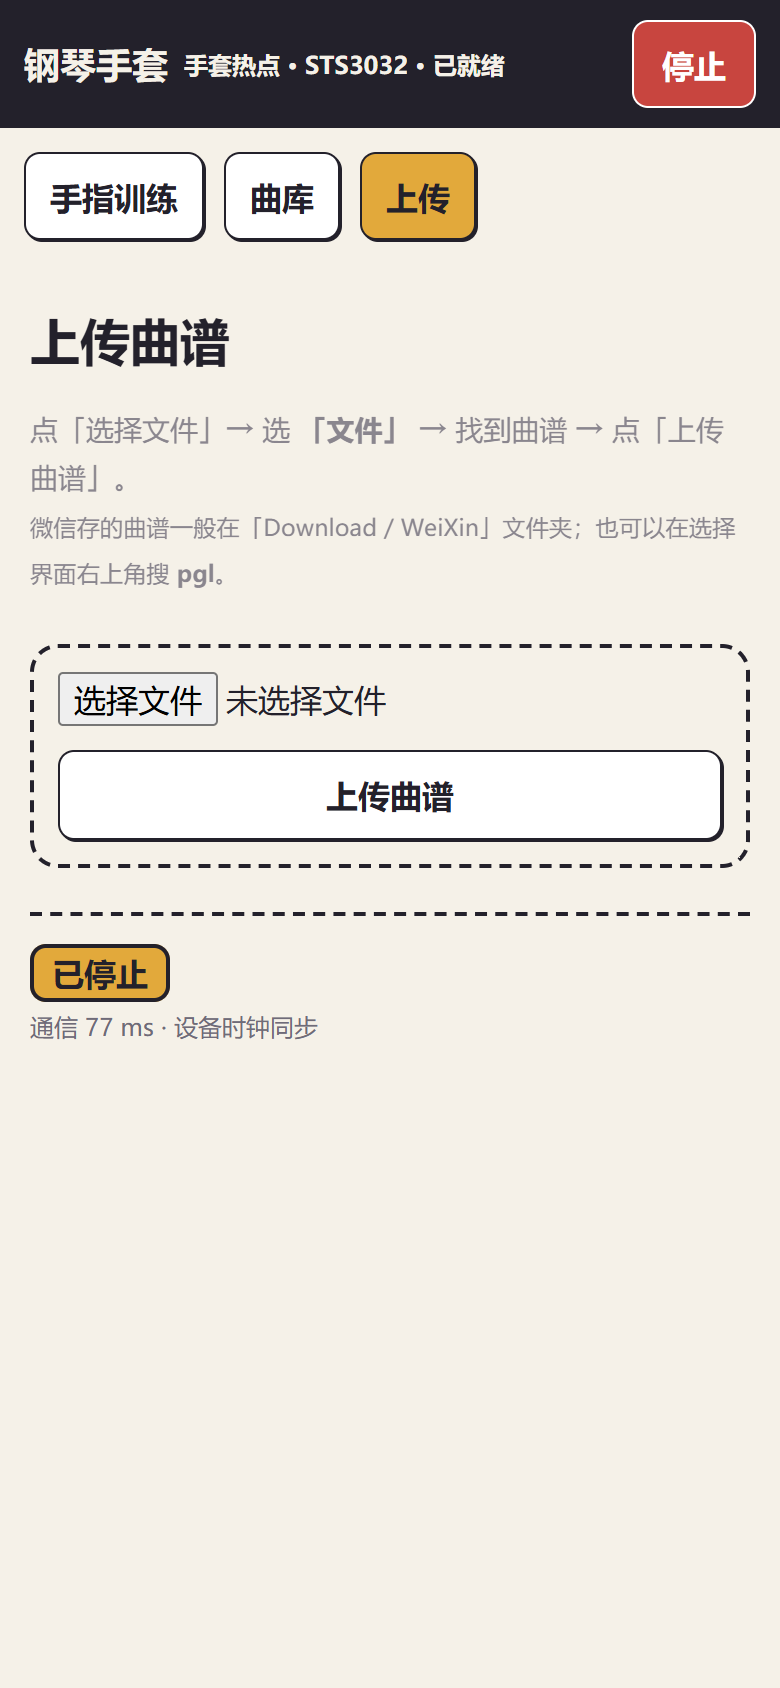 钢琴手套 手套热点 • STS3032 • 已就绪 停止
手指训练 曲库 上传
上传曲谱
点「选择文件」→ 选 「文件」 → 找到曲谱 → 点「上传
曲谱」。
微信存的曲谱一般在「Download / WeiXin」文件夹；也可以在选择
界面右上角搜 pgl。
选择文件 未选择文件
上传曲谱
已停止
通信 77 ms · 设备时钟同步